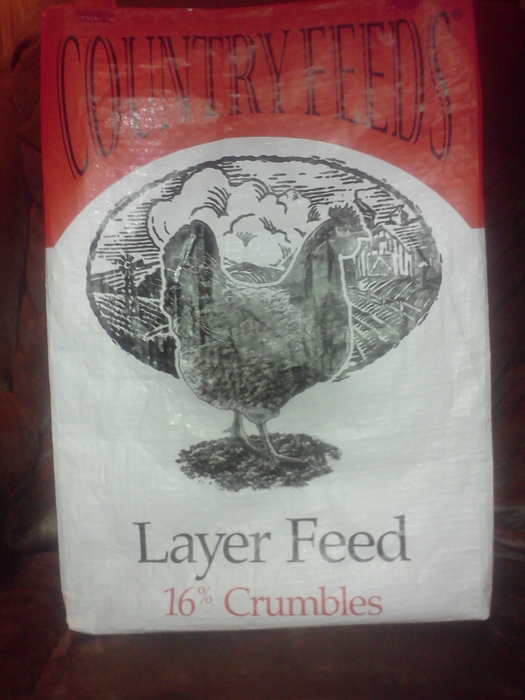 COUNTRY FEEDS®
Layer Feed
16% Crumbles